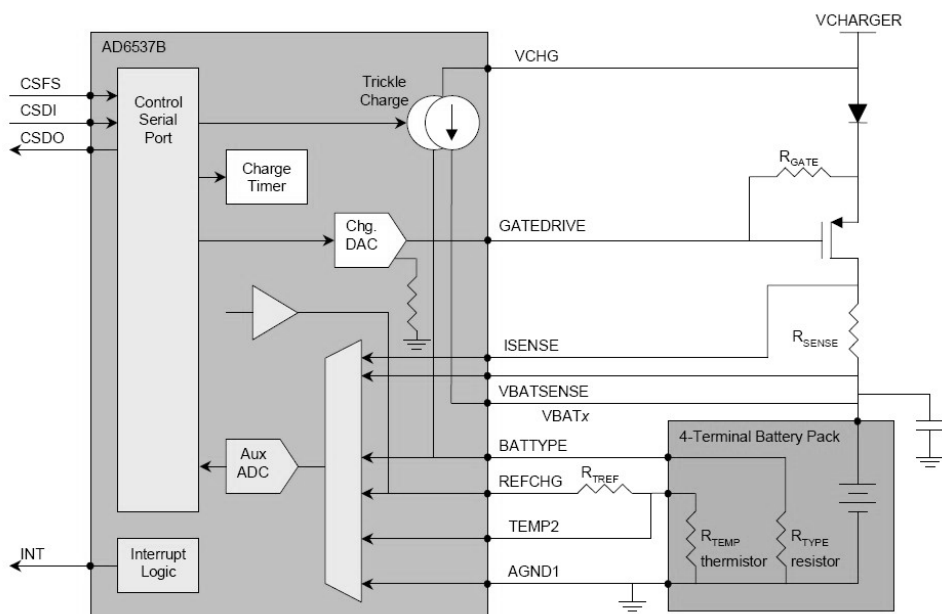 VCHARGER
AD6537B
VCHG
CSFS
CSDI
CSDO
Control
Serial
Port
Trickle
Charge
Charge
Timer
RGATE
Chg.
DAC
GATEDRIVE
ISENSE
RSENSE
VBATSENSE
VBATx
4-Terminal Battery Pack
BATTYPE
Aux
ADC
REFCHG
RTREF
TEMP2
RTEMP
thermistor
RTYPE
resistor
INT
Interrupt
Logic
AGND1